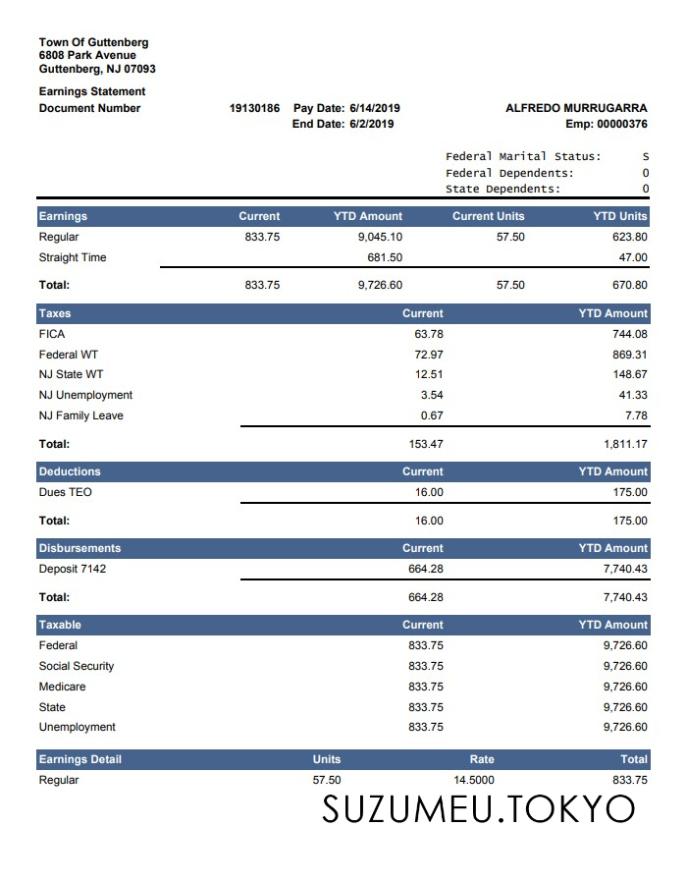 Town Of Guttenberg
6808 Park Avenue
Guttenberg, NJ 07093
Earnings Statement
Document Number 19130186 Pay Date: 6/14/2019 ALFREDO MURRUGARRA
End Date: 6/2/2019 Emp: 00000376
Federal Marital Status: S
Federal Dependents: 0
State Dependents: 0
Earnings Current YTD Amount Current Units YTD Units
Regular 833.75 9,045.10 57.50 623.80
Straight Time 681.50 47.00
Total: 833.75 9,726.60 57.50 670.80
Taxes Current YTD Amount
FICA 63.78 744.08
Federal WT 72.97 869.31
NJ State WT 12.51 148.67
NJ Unemployment 3.54 41.33
NJ Family Leave 0.67 7.78
Total: 153.47 1,811.17
Deductions Current YTD Amount
Dues TEO 16.00 175.00
Total: 16.00 175.00
Disbursements Current YTD Amount
Deposit 7142 664.28 7,740.43
Total: 664.28 7,740.43
Taxable Current YTD Amount
Federal 833.75 9,726.60
Social Security 833.75 9,726.60
Medicare 833.75 9,726.60
State 833.75 9,726.60
Unemployment 833.75 9,726.60
Earnings Detail Units Rate Total
Regular 57.50 14.5000 833.75
SUZUMEU.TOKYO